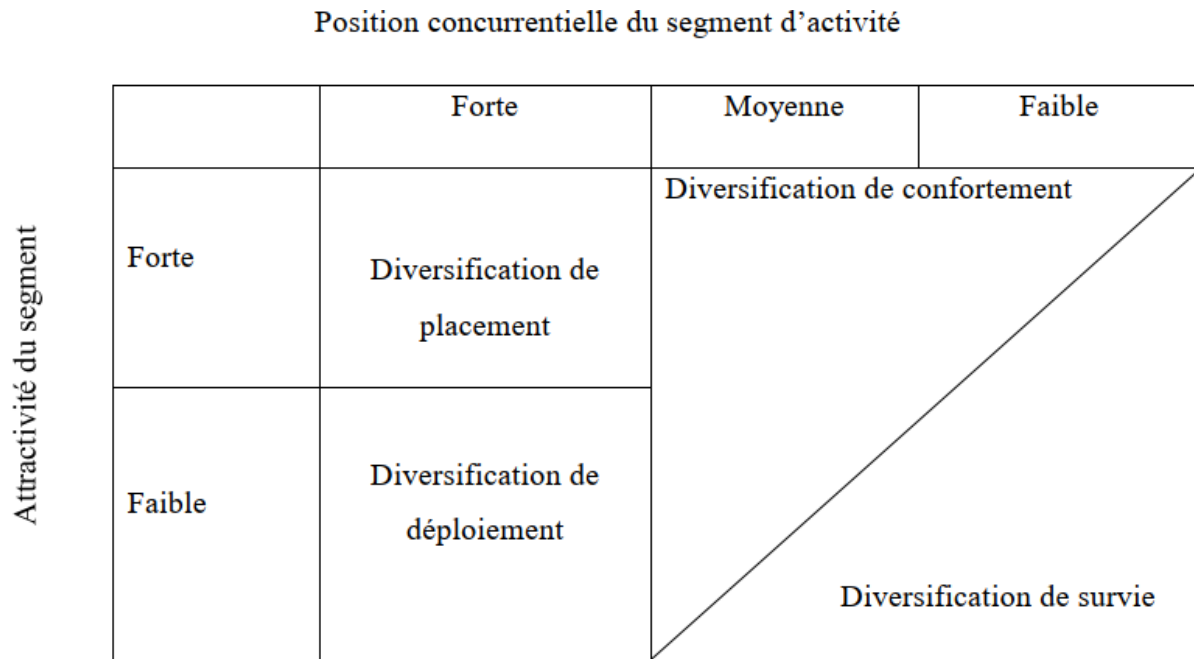 Position concurrentielle du segment d’activité
Forte
Moyenne
Faible
Attractivité du segment
Forte
Diversification de
placement
Diversification de confortement
Faible
Diversification de
déploiement
Diversification de survie